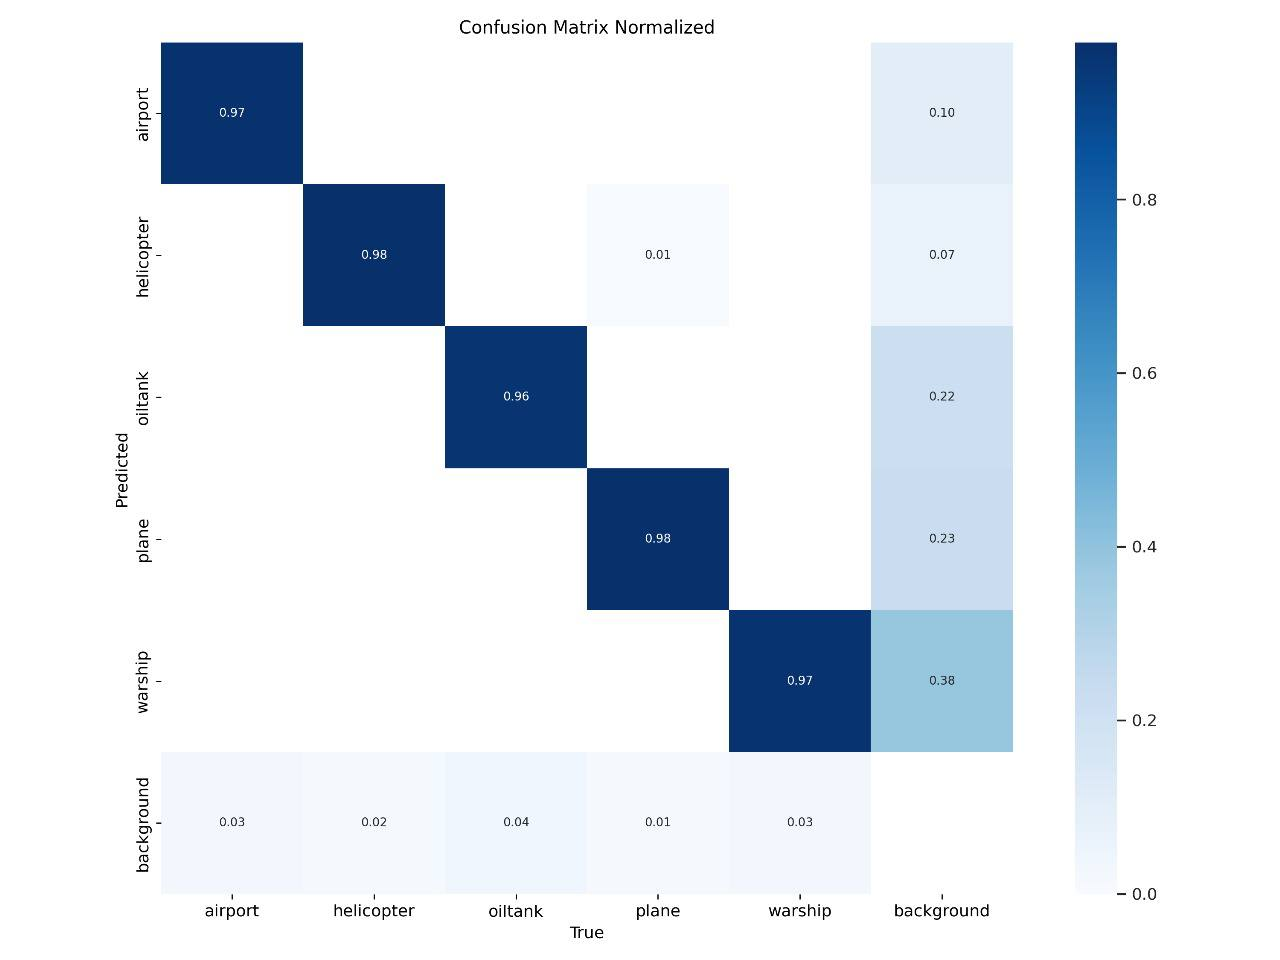 Confusion Matrix Normalized
airport
0.97
0.10
helicopter
0.98
0.01
0.07
oiltank
0.96
0.22
plane
0.98
0.23
warship
0.97
0.38
background
0.03
0.02
0.04
0.01
0.03
Predicted
airport
helicopter
oiltank
plane
warship
background
True
0.8
0.6
0.4
0.2
0.0